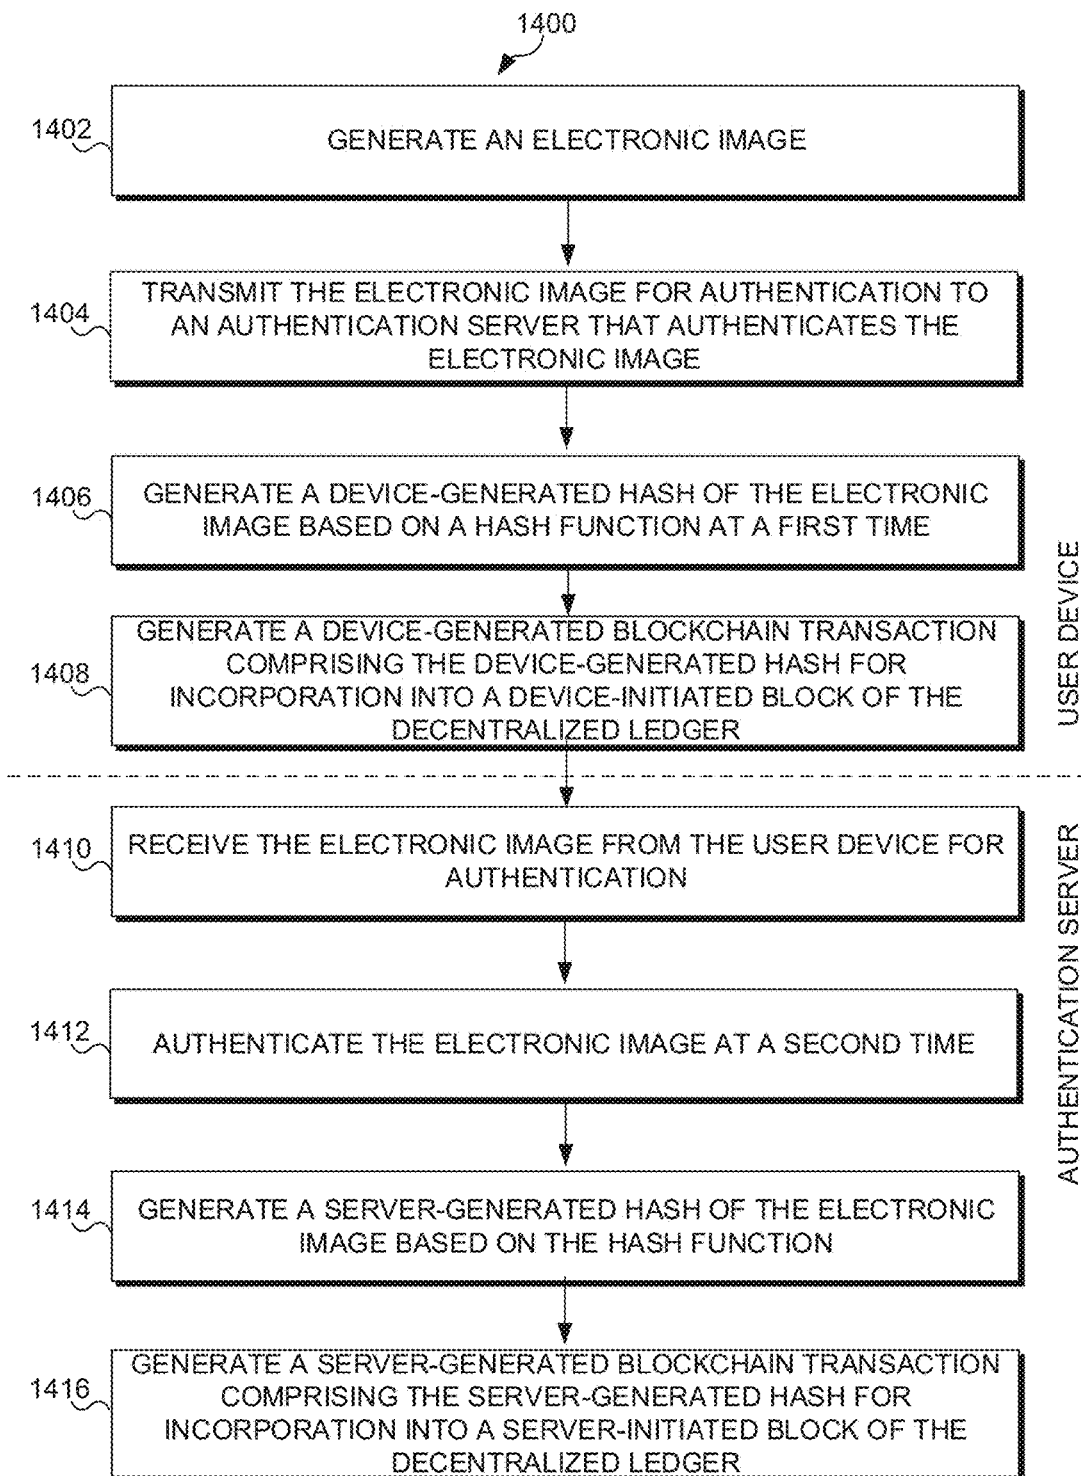 1400
1402
GENERATE AN ELECTRONIC IMAGE
1404
TRANSMIT THE ELECTRONIC IMAGE FOR AUTHENTICATION TO
AN AUTHENTICATION SERVER THAT AUTHENTICATES THE
ELECTRONIC IMAGE
1406
GENERATE A DEVICE-GENERATED HASH OF THE ELECTRONIC
IMAGE BASED ON A HASH FUNCTION AT A FIRST TIME
1408
GENERATE A DEVICE-GENERATED BLOCKCHAIN TRANSACTION
COMPRISING THE DEVICE-GENERATED HASH FOR
INCORPORATION INTO A DEVICE-INITIATED BLOCK OF THE
DECENTRALIZED LEDGER
USER DEVICE
1410
RECEIVE THE ELECTRONIC IMAGE FROM THE USER DEVICE FOR
AUTHENTICATION
1412
AUTHENTICATE THE ELECTRONIC IMAGE AT A SECOND TIME
1414
GENERATE A SERVER-GENERATED HASH OF THE ELECTRONIC
IMAGE BASED ON THE HASH FUNCTION
1416
GENERATE A SERVER-GENERATED BLOCKCHAIN TRANSACTION
COMPRISING THE SERVER-GENERATED HASH FOR
INCORPORATION INTO A SERVER-INITIATED BLOCK OF THE
DECENTRALIZED LEDGER
AUTHENTICATION SERVER